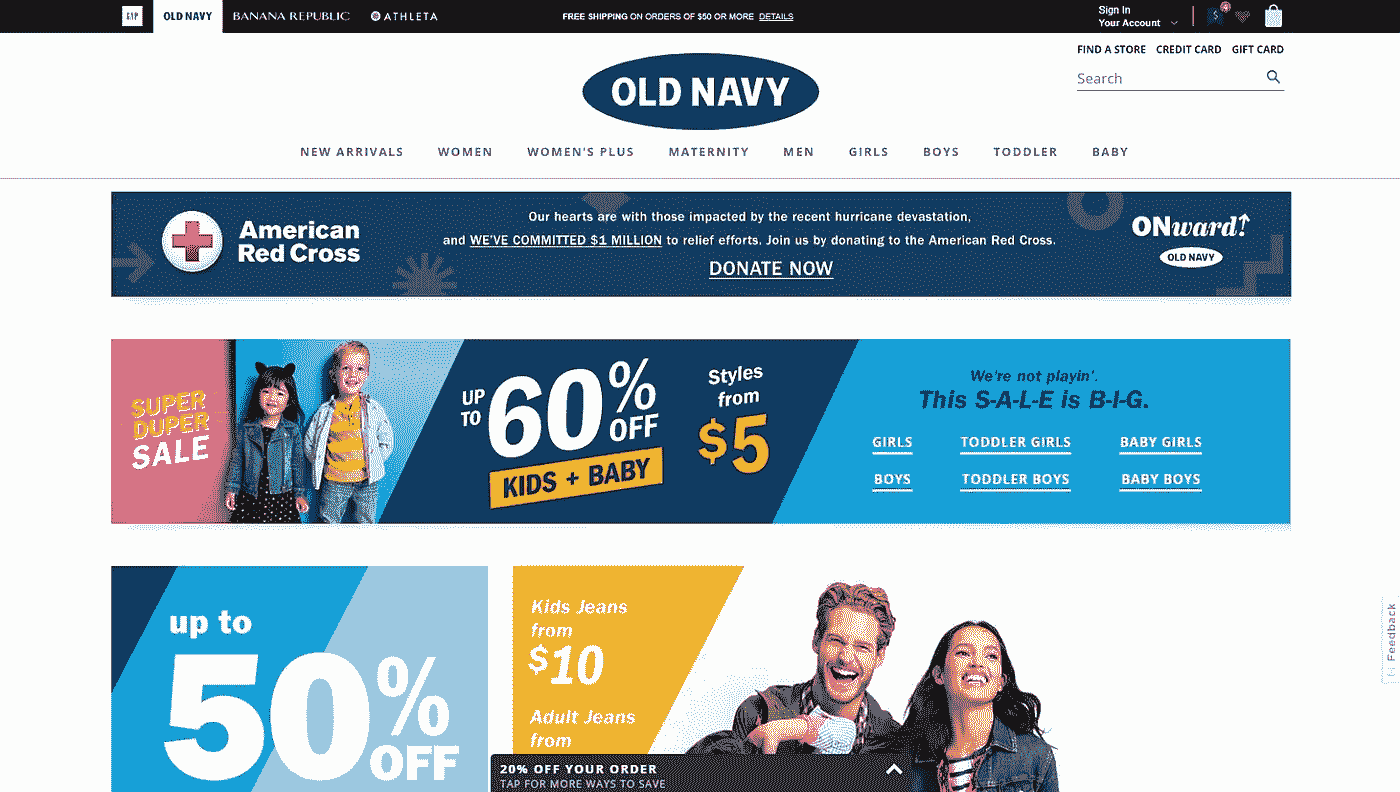 GAP
OLD NAVY
BANANA REPUBLIC
ATHLETA
FREE SHIPPING ON ORDERS OF $50 OR MORE DETAILS
Sign In
Your Account
$
4
FIND A STORE CREDIT CARD GIFT CARD
Search
OLD NAVY
NEW ARRIVALS WOMEN WOMEN'S PLUS MATERNITY MEN GIRLS BOYS TODDLER BABY
American
Red Cross
Our hearts are with those impacted by the recent hurricane devastation,
and WE'VE COMMITTED $1 MILLION to relief efforts. Join us by donating to the American Red Cross.
DONATE NOW
ONward!
OLD NAVY
SUPER
DUPER
SALE
UP
TO
60%
OFF
KIDS + BABY
Styles
from
$5
We're not playin'.
This S-A-L-E is B-I-G.
GIRLS TODDLER GIRLS BABY GIRLS
BOYS TODDLER BOYS BABY BOYS
up to
50%
OFF
Kids Jeans
from
$10
Adult Jeans
from
20% OFF YOUR ORDER
TAP FOR MORE WAYS TO SAVE
Feedback